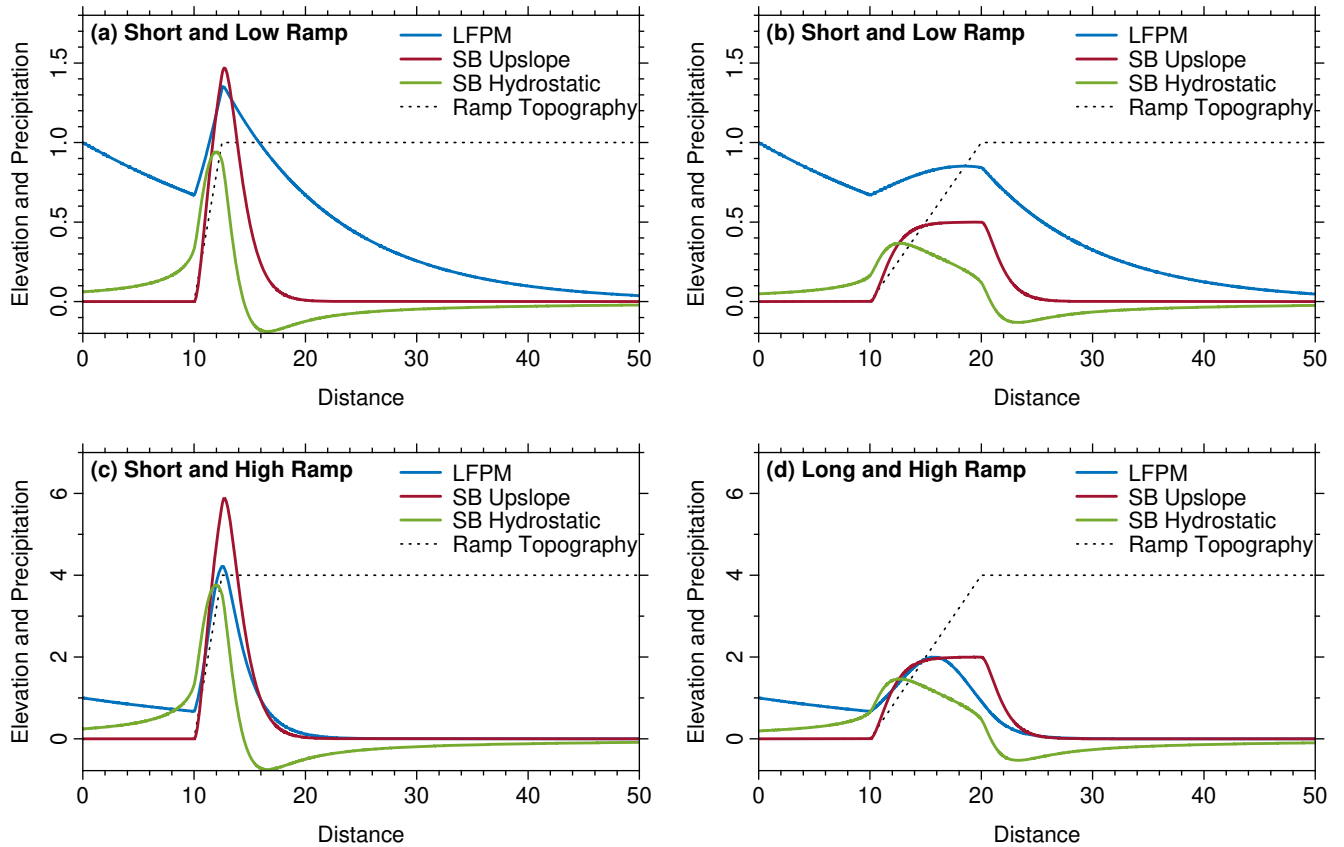 (a) Short and Low Ramp
LFPM
SB Upslope
SB Hydrostatic
Ramp Topography
Elevation and Precipitation
0.0
0.5
1.0
1.5
0 10 20 30 40 50
Distance
(b) Short and Low Ramp
LFPM
SB Upslope
SB Hydrostatic
Ramp Topography
Elevation and Precipitation
0.0
0.5
1.0
1.5
0 10 20 30 40 50
Distance
(c) Short and High Ramp
LFPM
SB Upslope
SB Hydrostatic
Ramp Topography
Elevation and Precipitation
0
2
4
6
0 10 20 30 40 50
Distance
(d) Long and High Ramp
LFPM
SB Upslope
SB Hydrostatic
Ramp Topography
Elevation and Precipitation
0
2
4
6
0 10 20 30 40 50
Distance